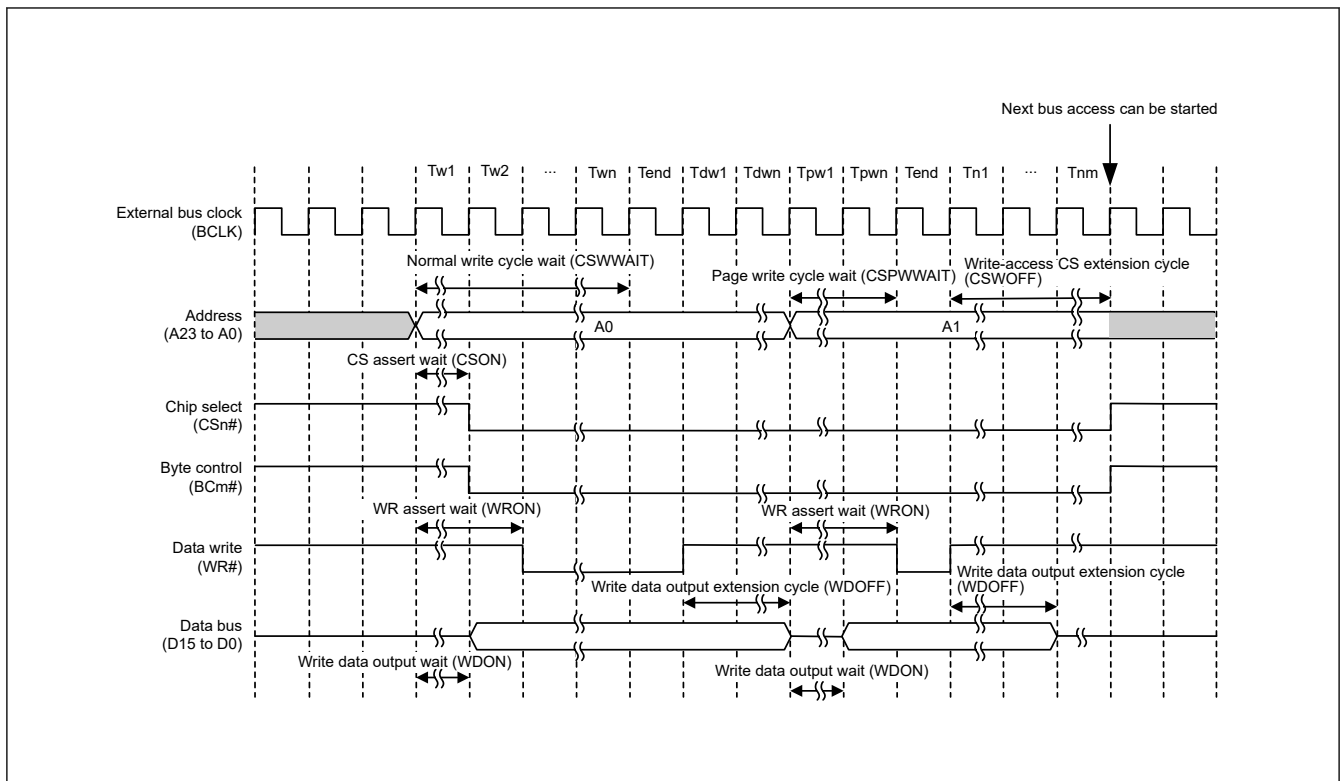 Next bus access can be started
Tw1 Tw2 ... Twn Tend Tdw1 Tdwn Tpw1 Tpwn Tend Tn1 ... Tnm
External bus clock
(BCLK)
Normal write cycle wait (CSWWAIT)
Page write cycle wait (CSPWWAIT)
Write-access CS extension cycle
(CSWOFF)
Address
(A23 to A0)
A0
A1
CS assert wait (CSON)
Chip select
(CSn#)
Byte control
(BCm#)
WR assert wait (WRON)
WR assert wait (WRON)
Data write
(WR#)
Write data output extension cycle (WDOFF)
Write data output extension cycle
(WDOFF)
Data bus
(D15 to D0)
Write data output wait (WDON)
Write data output wait (WDON)